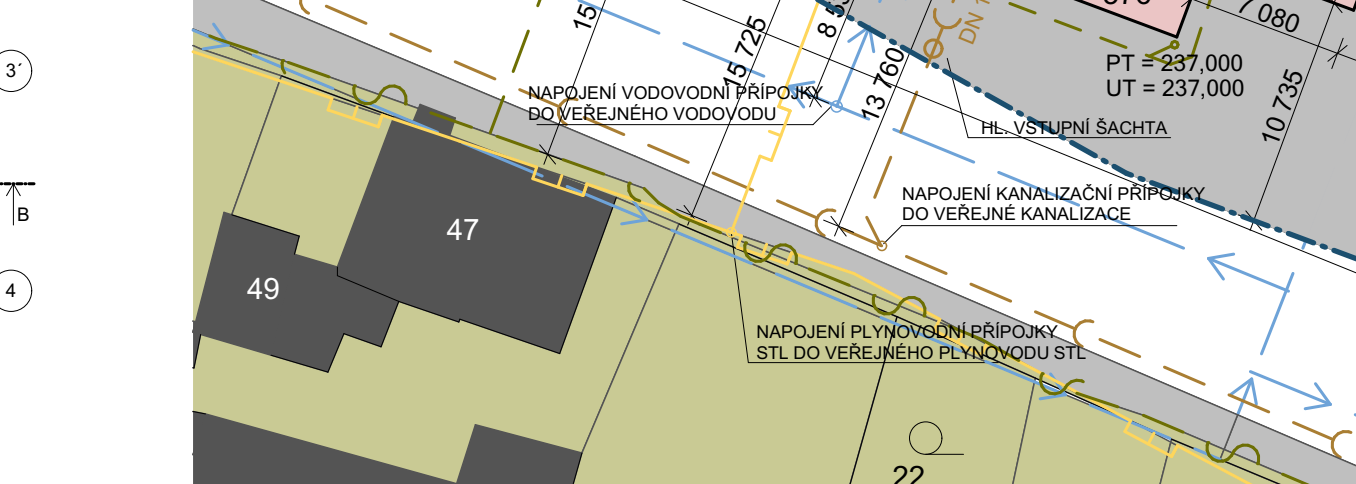 7 080
15 725
13 760
10 735
DN
PT = 237,000
UT = 237,000
3´
NAPOJENÍ VODOVODNÍ PŘÍPOJKY
DO VEŘEJNÉHO VODOVODU
HL. VSTUPNÍ ŠACHTA
B
NAPOJENÍ KANALIZAČNÍ PŘÍPOJKY
DO VEŘEJNÉ KANALIZACE
47
49
4
NAPOJENÍ PLYNOVODNÍ PŘÍPOJKY
STL DO VEŘEJNÉHO PLYNOVODU STL
22